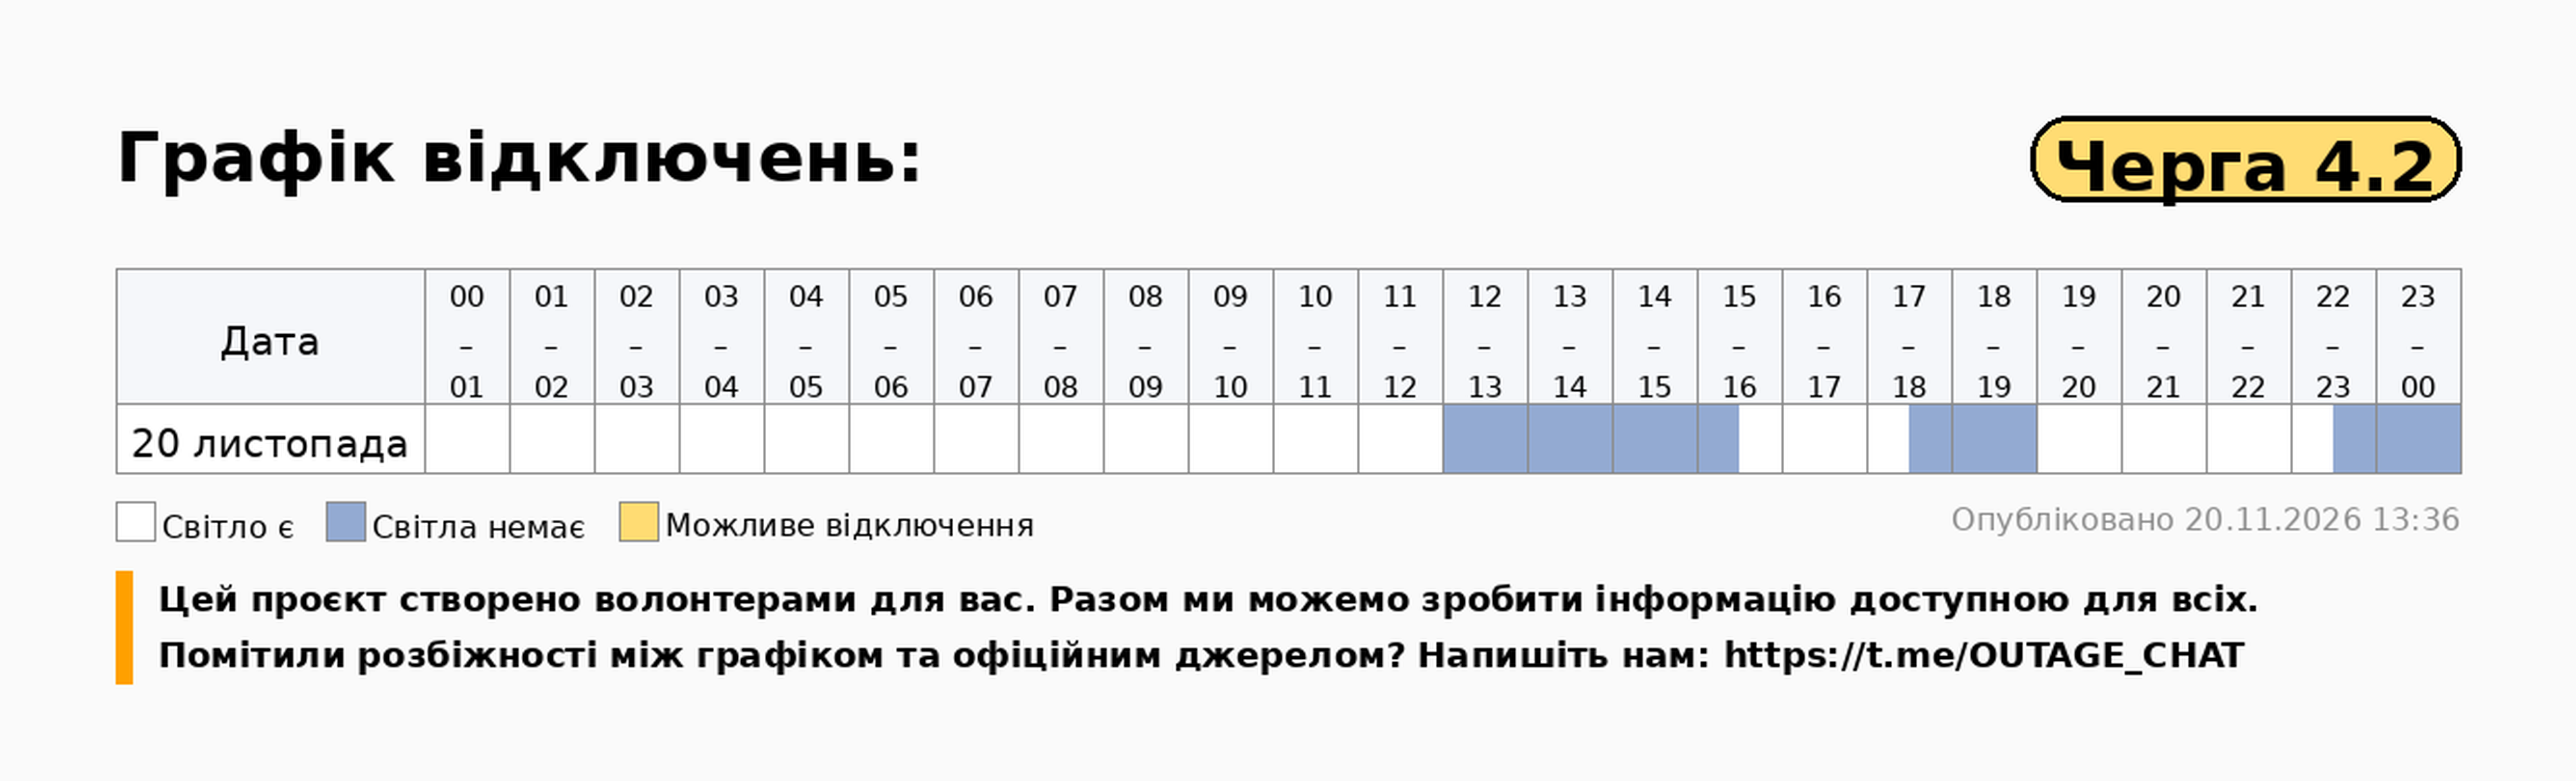 Графік відключень:
Черга 4.2
Дата
00 – 01
01 – 02
02 – 03
03 – 04
04 – 05
05 – 06
06 – 07
07 – 08
08 – 09
09 – 10
10 – 11
11 – 12
12 – 13
13 – 14
14 – 15
15 – 16
16 – 17
17 – 18
18 – 19
19 – 20
20 – 21
21 – 22
22 – 23
23 – 00
20 листопада
Світло є
Світла немає
Можливе відключення
Опубліковано 20.11.2026 13:36
Цей проєкт створено волонтерами для вас. Разом ми можемо зробити інформацію доступною для всіх.
Помітили розбіжності між графіком та офіційним джерелом? Напишіть нам: https://t.me/OUTAGE_CHAT